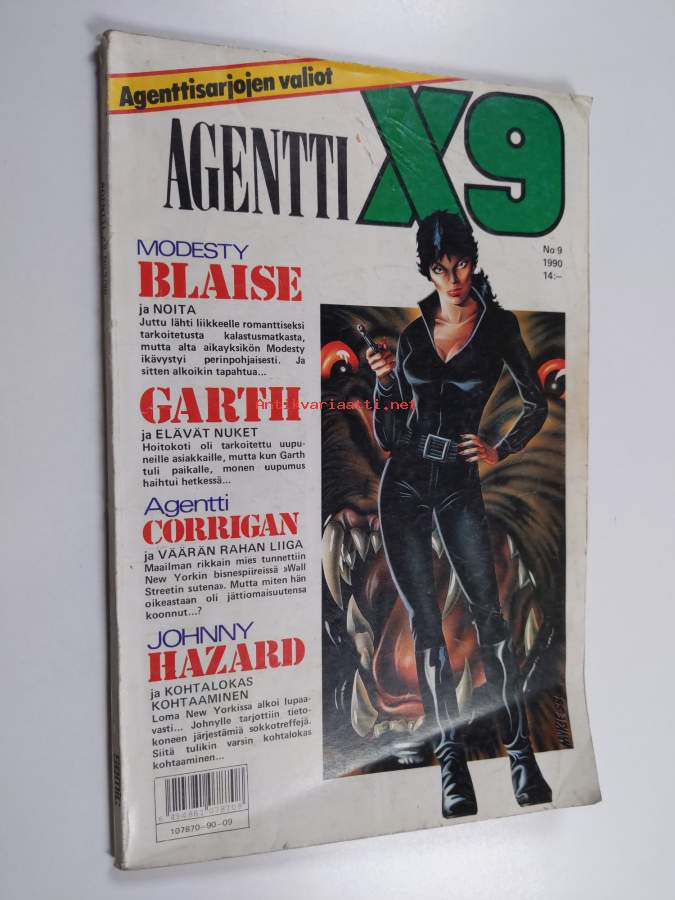 Agenttisarjojen valiot
AGENTTI X9
No 9
1990
14:–
MODESTY
BLAISE
ja NOITA
Juttu lähti liikkeelle romanttiseksi
tarkoitetusta kalastusmatkasta,
mutta alta aikayksikön Modesty
ikävystyi perinpohjaisesti. Ja
sitten alkoikin tapahtua...
GARTH
ja ELÄVÄT NUKET
Hoitokoti oli tarkoitettu uupu-
neille asiakkaille, mutta kun Garth
tuli paikalle, monen uupumus
haihtui hetkessä...
Agentti
CORRIGAN
ja VÄÄRÄN RAHAN LIIGA
Maailman rikkain mies tunnettiin
New Yorkin bisnespiireissä »Wall
Streetin sutena». Mutta miten hän
oikeastaan oli jättiomaisuutensa
koonnut...?
JOHNNY
HAZARD
ja KOHTALOKAS
KOHTAAMINEN
Loma New Yorkissa alkoi lupaa-
vasti... Johnylle tarjottiin tieto-
koneen järjestämiä sokkotreffejä.
Siitä tulikin varsin kohtalokas
kohtaaminen...
107870-90-09
Antikvariaatti.net